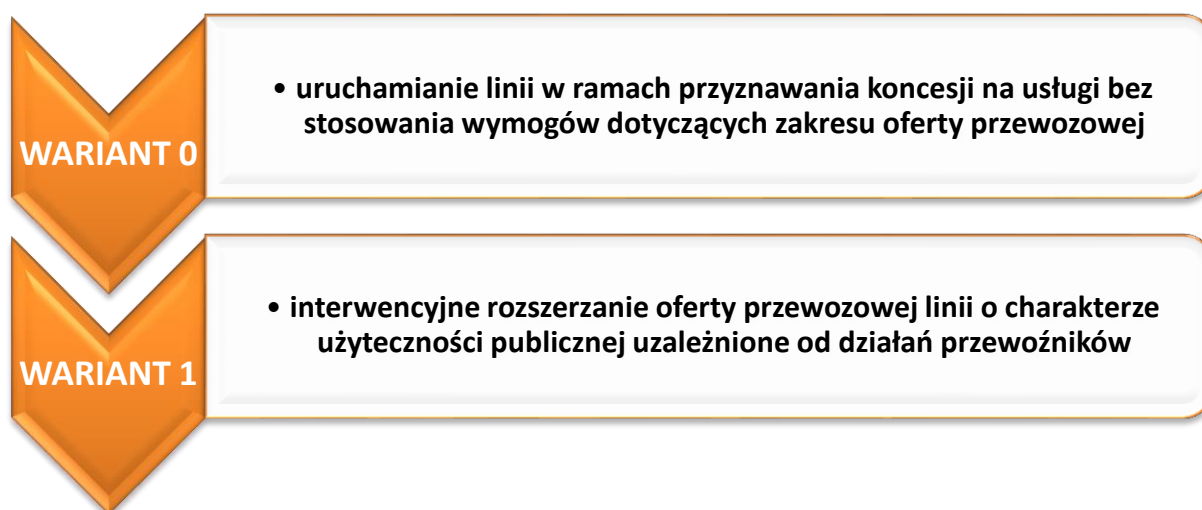 WARIANT 0
• uruchamianie linii w ramach przyznawania koncesji na usługi bez
stosowania wymogów dotyczących zakresu oferty przewozowej
WARIANT 1
• interwencyjne rozszerzanie oferty przewozowej linii o charakterze
użyteczności publicznej uzależnione od działań przewoźników